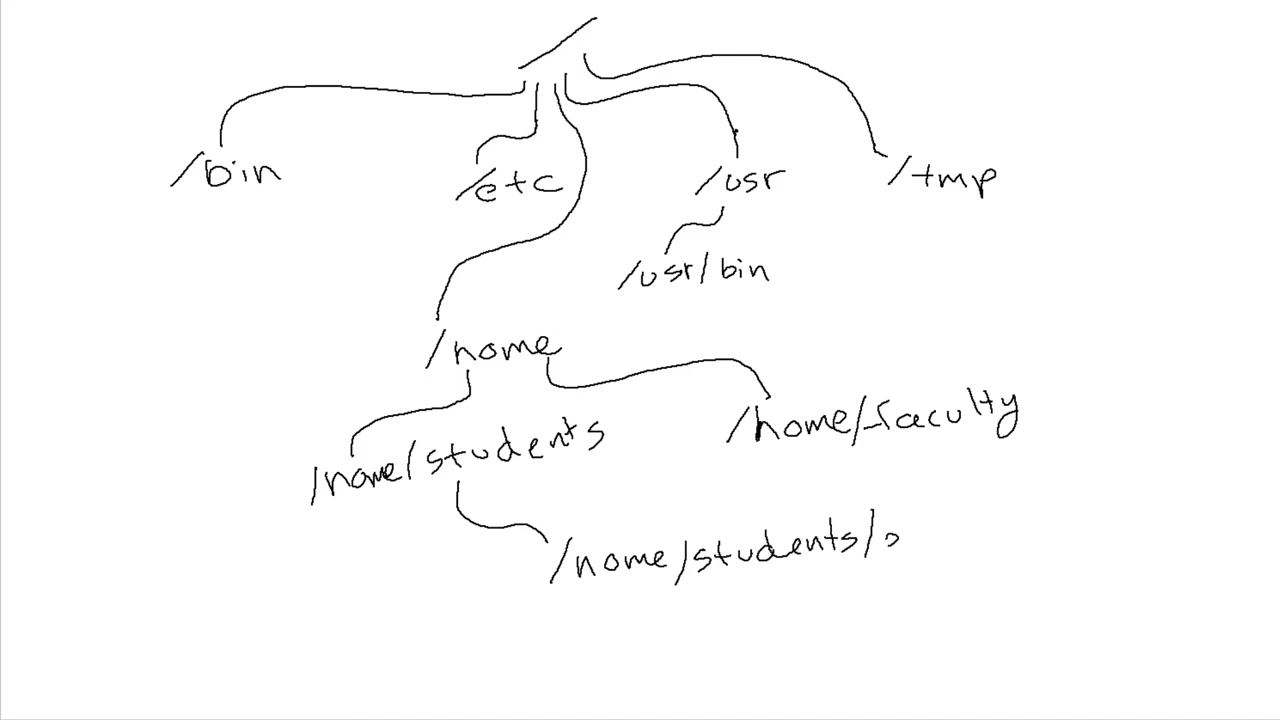 /
/bin
/etc
/usr
/tmp
/usr/bin
/home
/home/students
/home/faculty
/home/students/